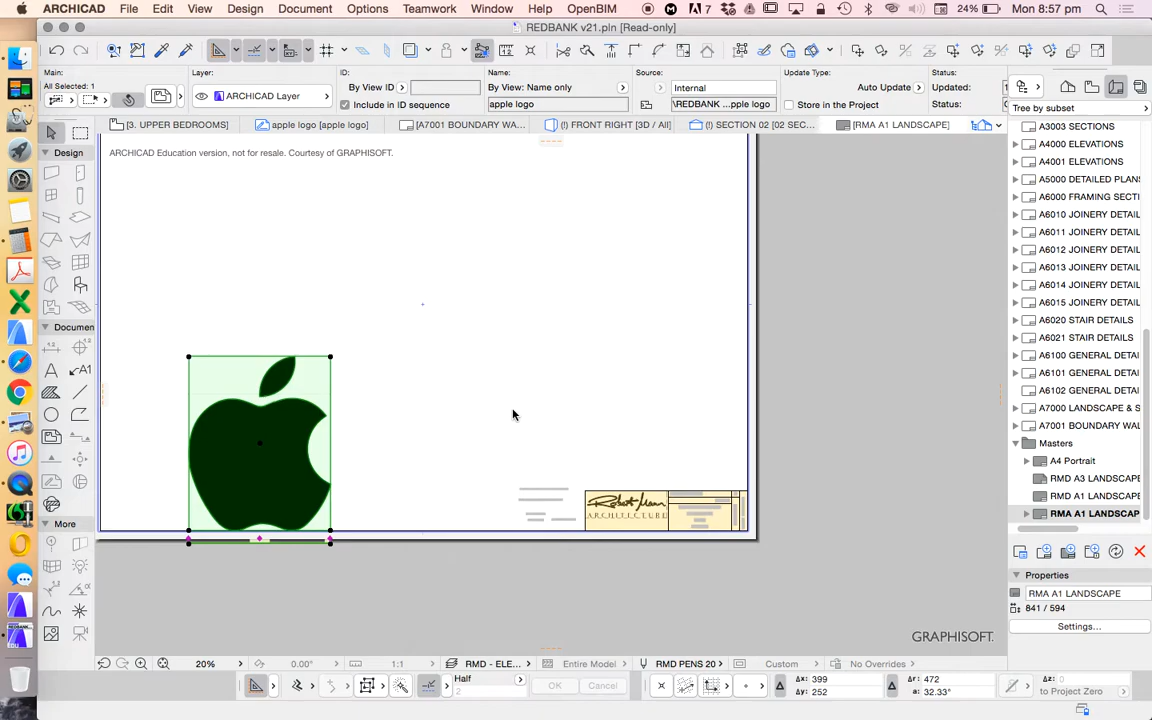 ARCHICAD File Edit View Design Document Options Teamwork Window Help OpenBIM 7 24% Mon 8:57 pm
REDBANK v21.pln [Read-only]
Main: Layer: ID: Name: Source: Update Type: Status:
All Selected: 1 By View ID By View: Name only Internal Auto Update Updated:
ARCHICAD Layer
Include in ID sequence apple logo \REDBANK ...pple logo Store in the Project Status:
Tree by subset
[3. UPPER BEDROOMS] apple logo [apple logo] [A7001 BOUNDARY WA... (!) FRONT RIGHT [3D / All] (!) SECTION 02 [02 SEC... [RMA A1 LANDSCAPE]
ARCHICAD Education version, not for resale. Courtesy of GRAPHISOFT.
Design
Documen
A1
More
Robert Mann
ARCHITECTURE
A3003 SECTIONS
A4000 ELEVATIONS
A4001 ELEVATIONS
A5000 DETAILED PLAN
A6000 FRAMING SECTI
A6010 JOINERY DETAIL
A6011 JOINERY DETAIL
A6012 JOINERY DETAIL
A6013 JOINERY DETAIL
A6014 JOINERY DETAIL
A6015 JOINERY DETAIL
A6020 STAIR DETAILS
A6021 STAIR DETAILS
A6100 GENERAL DETAI
A6101 GENERAL DETAI
A6102 GENERAL DETAI
A7000 LANDSCAPE & S
A7001 BOUNDARY WAL
Masters
A4 Portrait
RMD A3 LANDSCAPE
RMD A1 LANDSCAPE
RMA A1 LANDSCAPE
Properties
RMA A1 LANDSCAPE
841 / 594
Settings...
GRAPHISOFT.
20% 0.00° 1:1 RMD - ELE... Entire Model RMD PENS 20 Custom No Overrides
Half
2
OK Cancel
Δx: 399
Δy: 252
Δr: 472
a: 32.33°
Δz: 0
to Project Zero